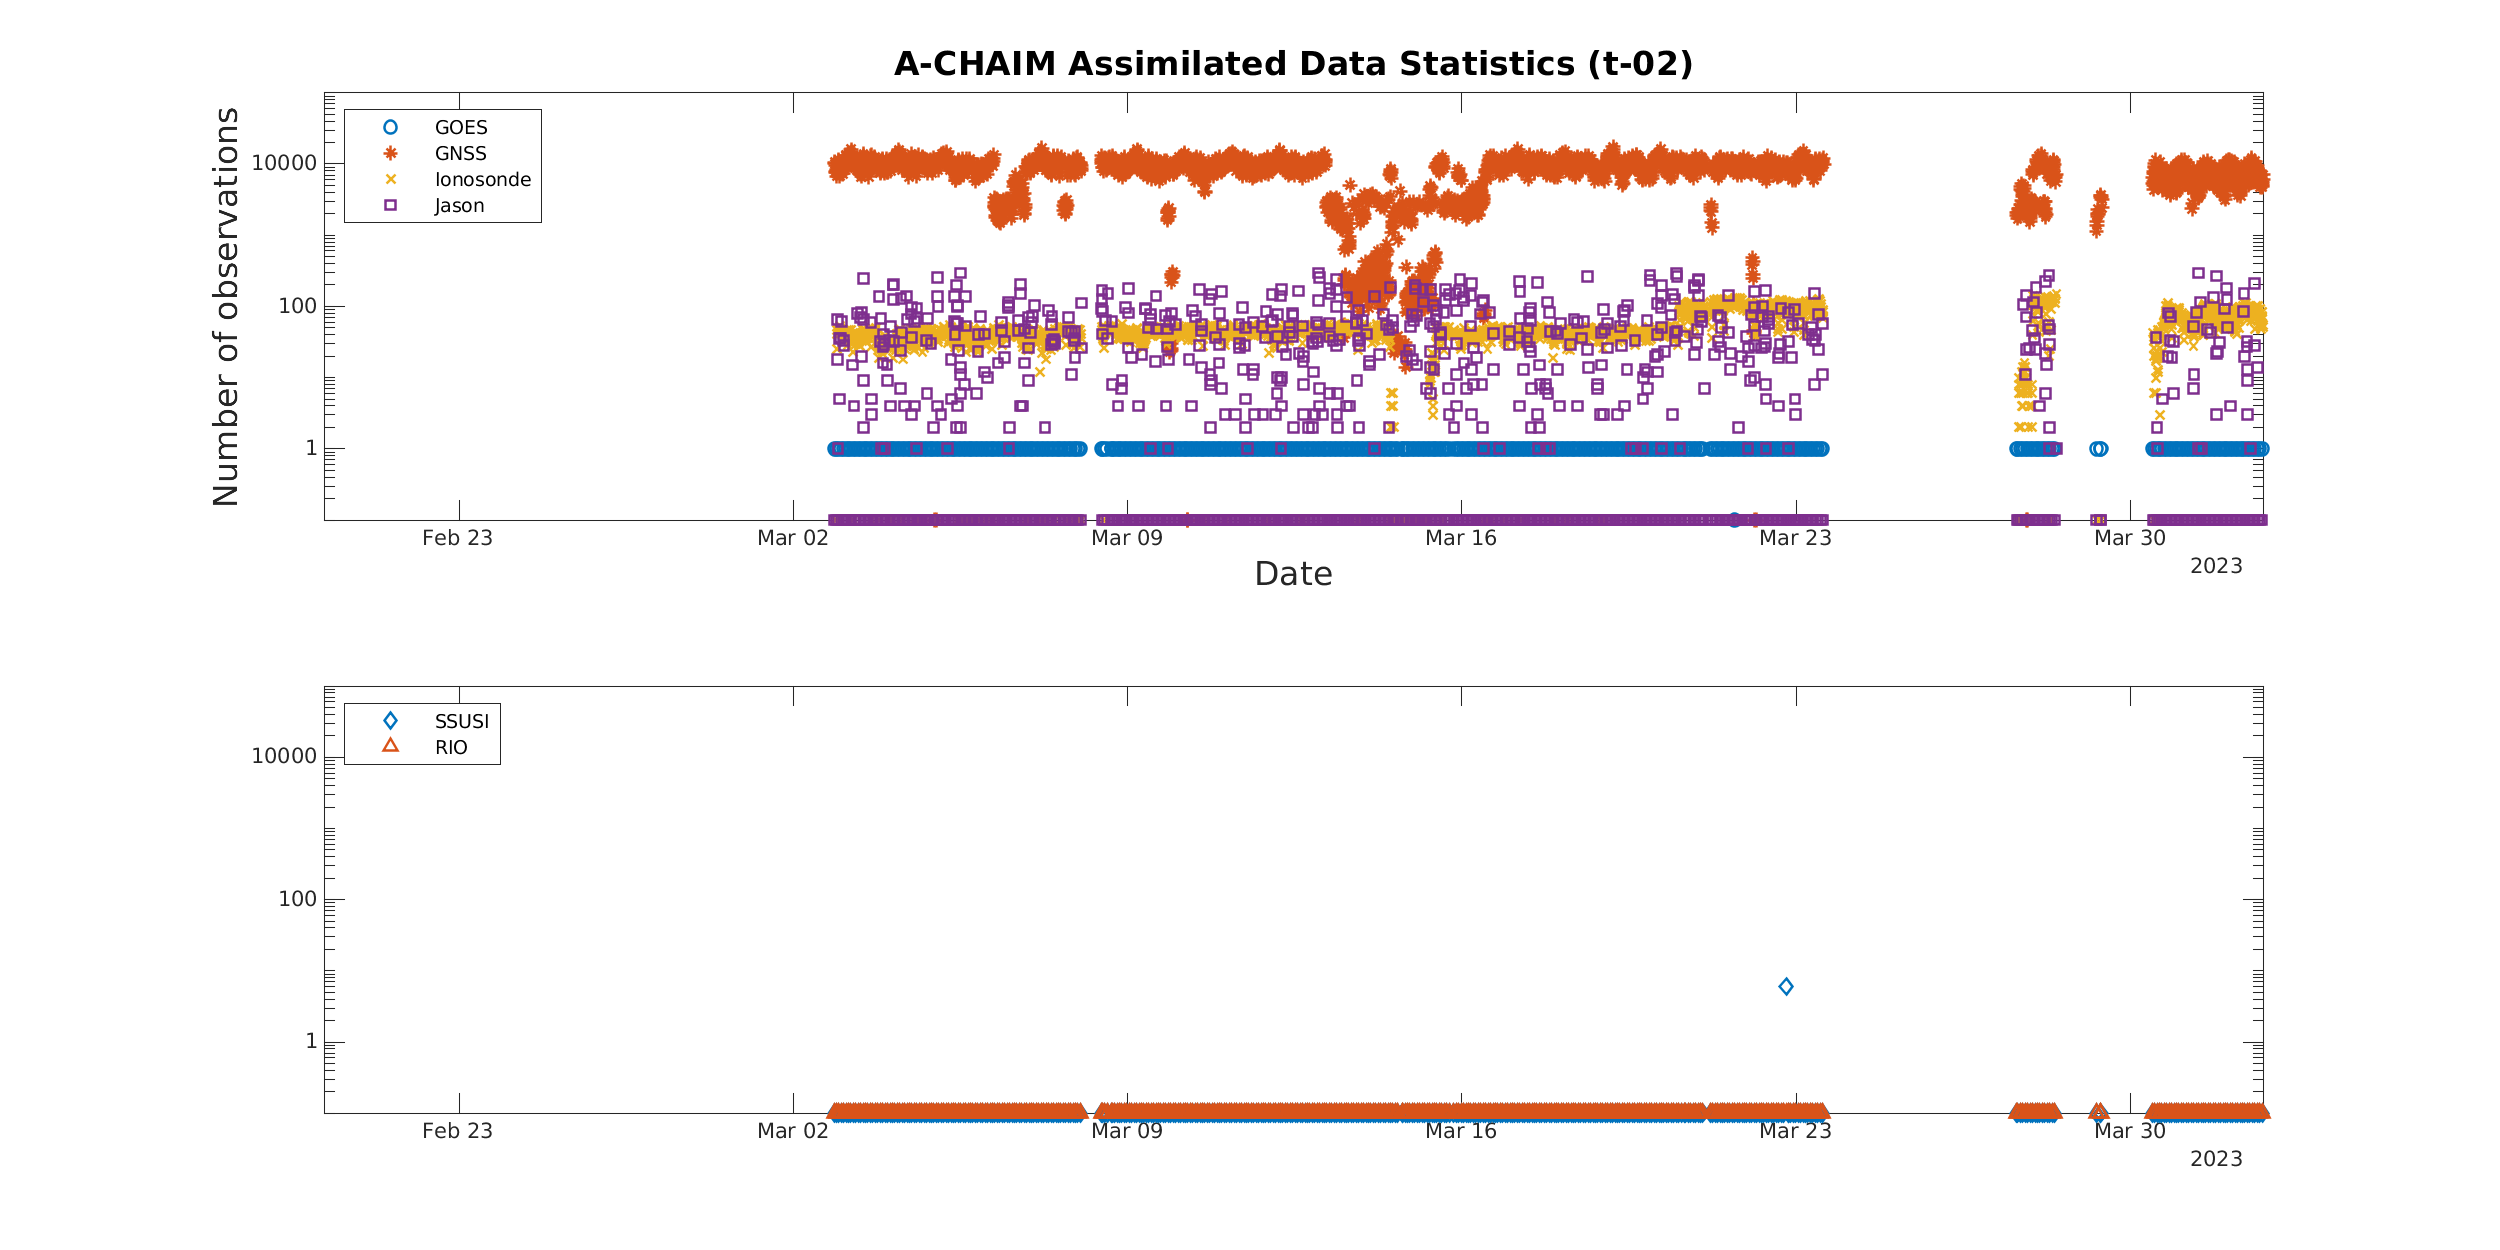 A-CHAIM Assimilated Data Statistics (t-02)
Number of observations
10000
100
1
GOES
GNSS
Ionosonde
Jason
Feb 23
Mar 02
Mar 09
Mar 16
Mar 23
Mar 30
2023
Date
10000
100
1
SSUSI
RIO
Feb 23
Mar 02
Mar 09
Mar 16
Mar 23
Mar 30
2023